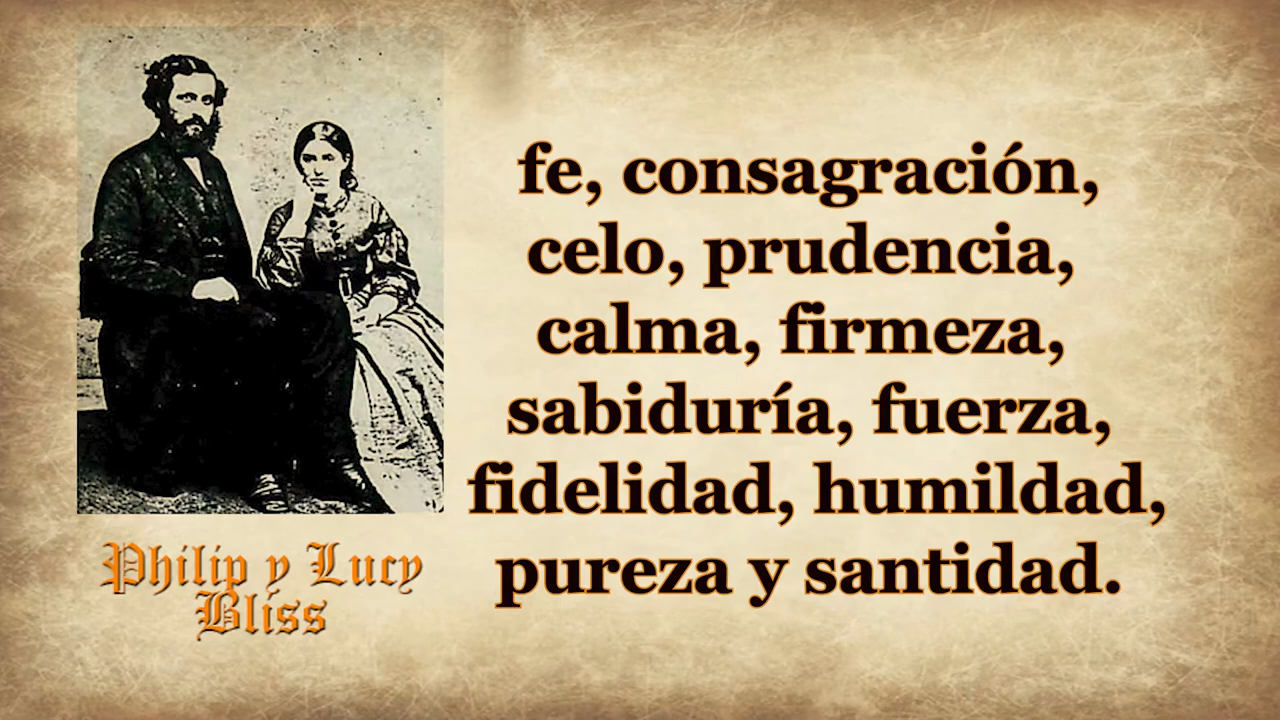 fe, consagración,
celo, prudencia,
calma, firmeza,
sabiduría, fuerza,
fidelidad, humildad,
pureza y santidad.
Philip y Lucy
Bliss